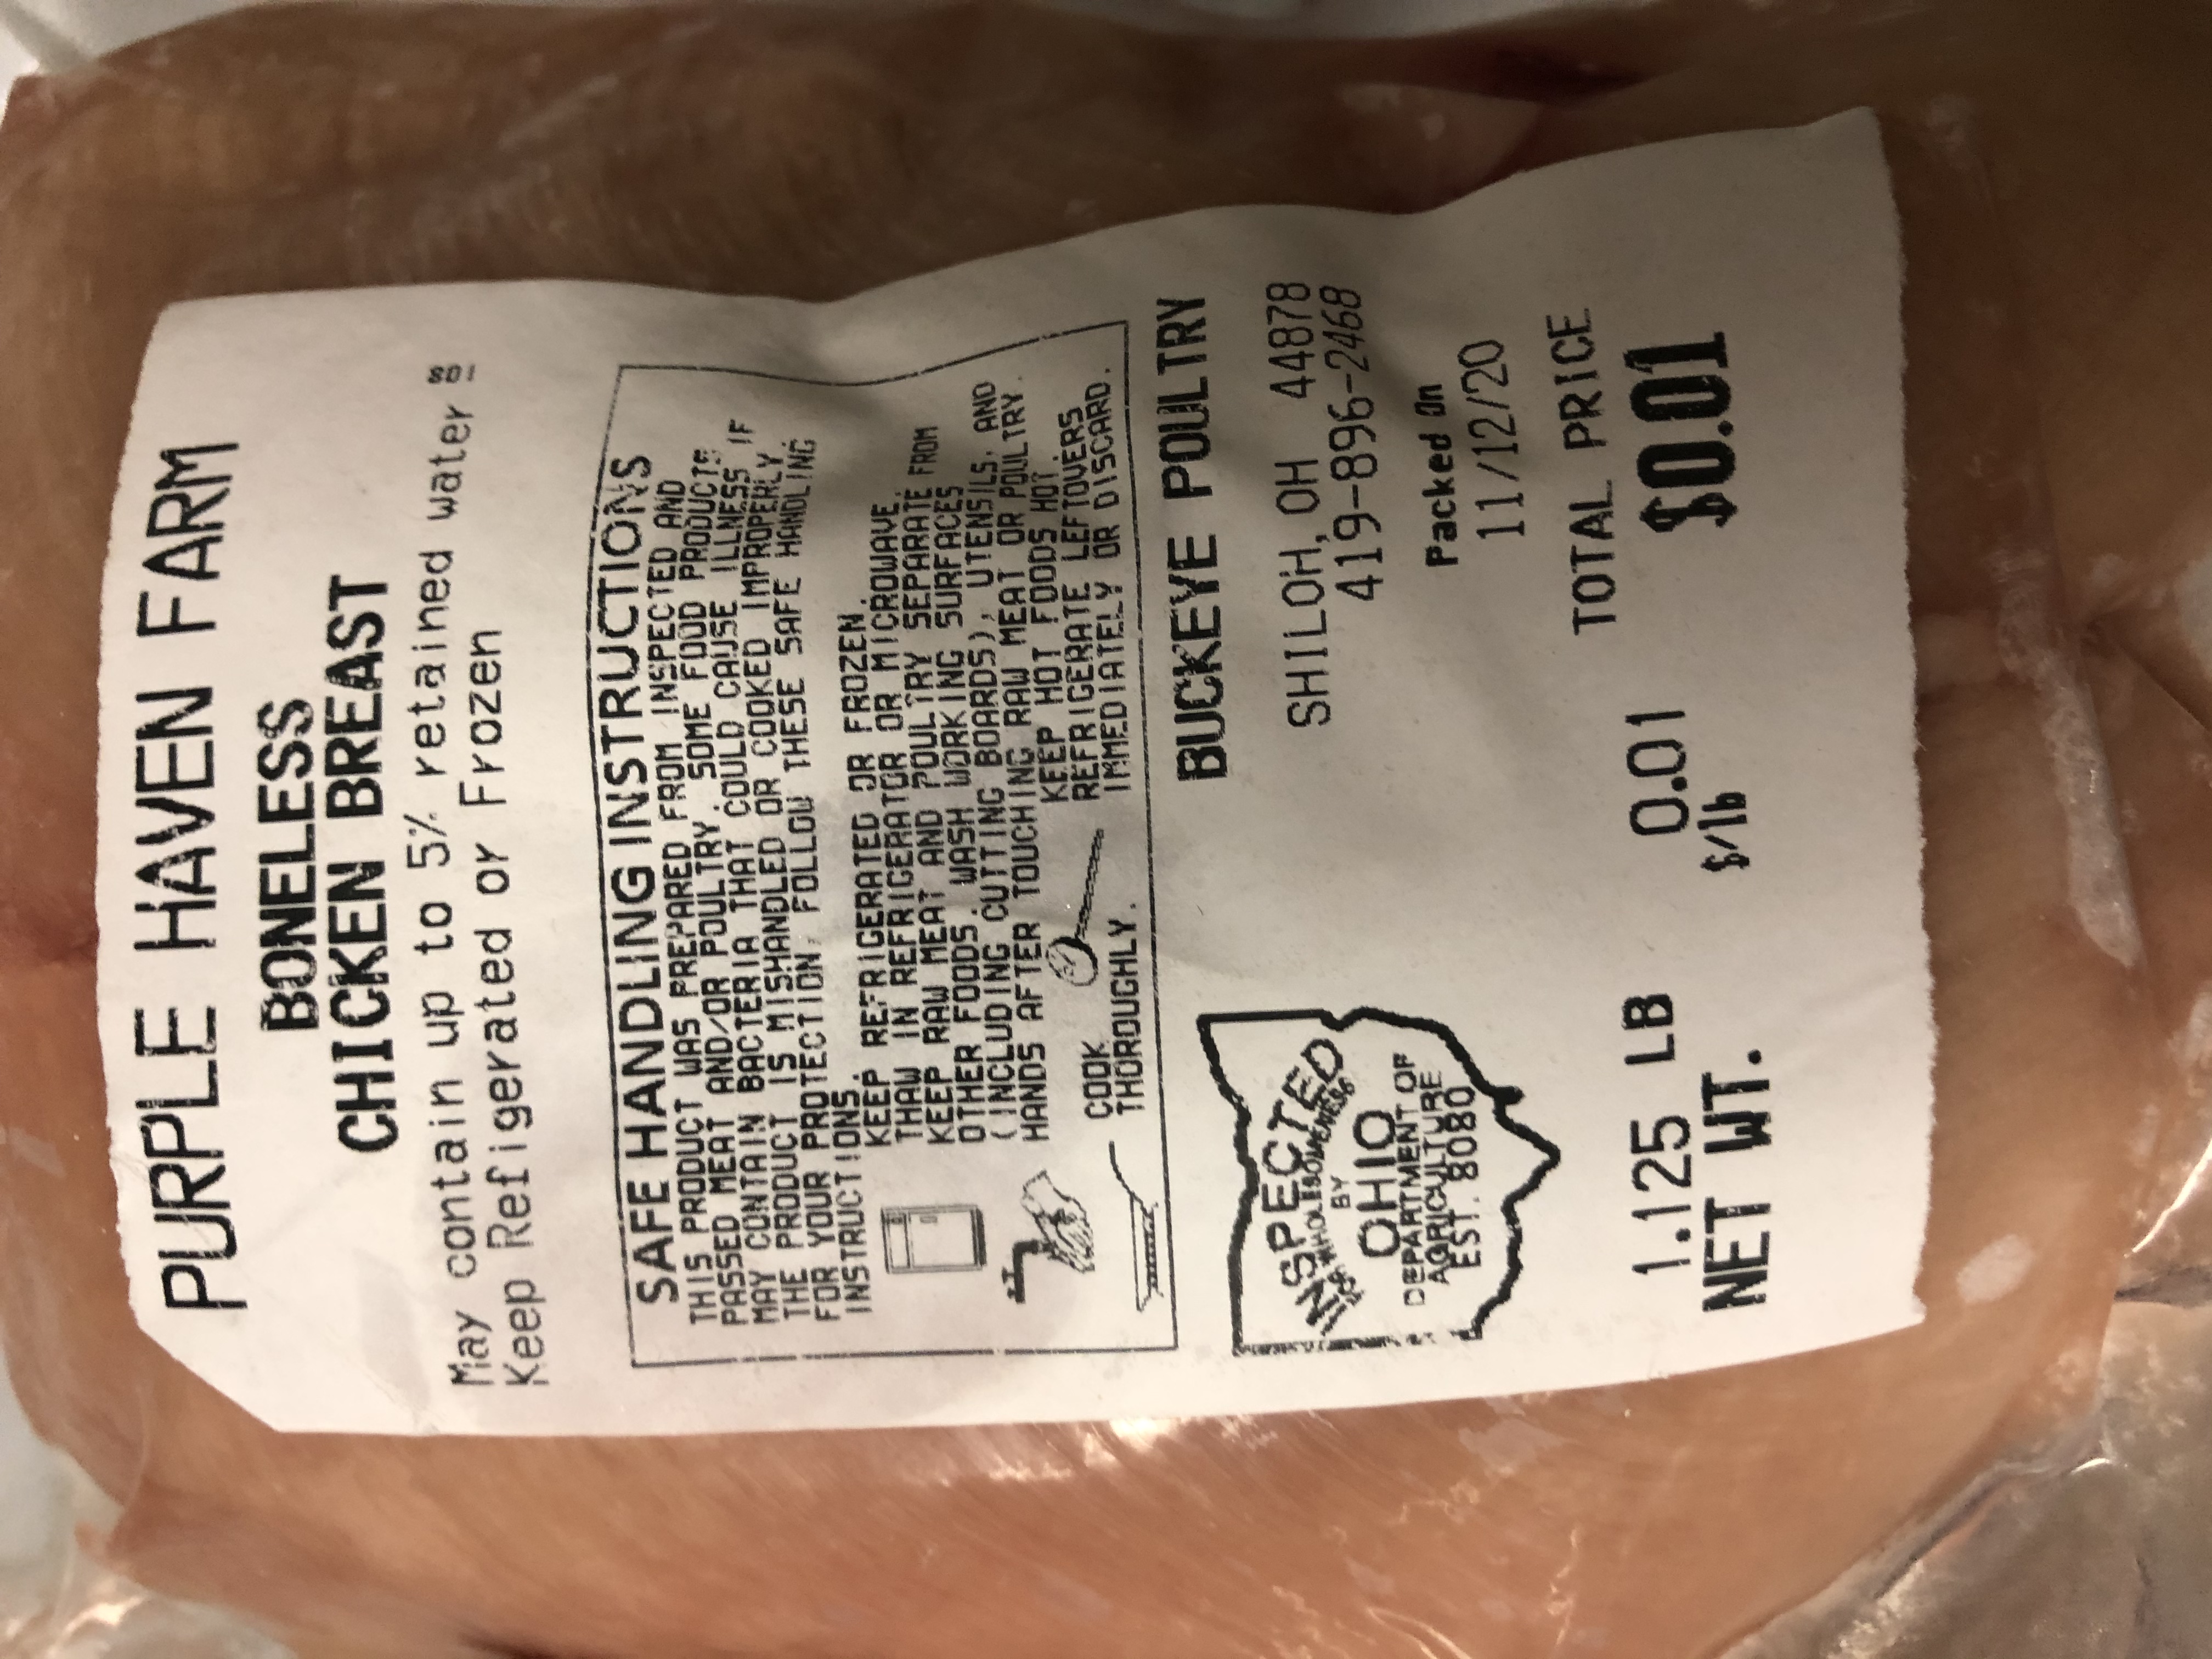 PURPLE HAVEN FARM
BONELESS
CHICKEN BREAST
May contain up to 5% retained water
Keep Refrigerated or Frozen
SAFE HANDLING INSTRUCTIONS
THIS PRODUCT WAS PREPARED FROM INSPECTED AND
PASSED MEAT AND/OR POULTRY. SOME FOOD PRODUCTS
MAY CONTAIN BACTERIA THAT COULD CAUSE ILLNESS IF
THE PRODUCT IS MISHANDLED OR COOKED IMPROPERLY.
FOR YOUR PROTECTION, FOLLOW THESE SAFE HANDLING
INSTRUCTIONS.
KEEP REFRIGERATED OR FROZEN.
THAW IN REFRIGERATOR OR MICROWAVE.
KEEP RAW MEAT AND POULTRY SEPARATE FROM
OTHER FOODS. WASH WORKING SURFACES
(INCLUDING CUTTING BOARDS), UTENSILS, AND
HANDS AFTER TOUCHING RAW MEAT OR POULTRY.
COOK
THOROUGHLY.
KEEP HOT FOODS HOT.
REFRIGERATE LEFTOVERS
IMMEDIATELY OR DISCARD.
BUCKEYE POULTRY
SHILOH, OH 44878
419-896-2468
INSPECTED
FOR WHOLESOMENESS
BY
OHIO
DEPARTMENT OF
AGRICULTURE
EST. 8080
Packed On
11/12/20
TOTAL PRICE
1.125 LB 0.01 $0.01
NET WT. $/lb